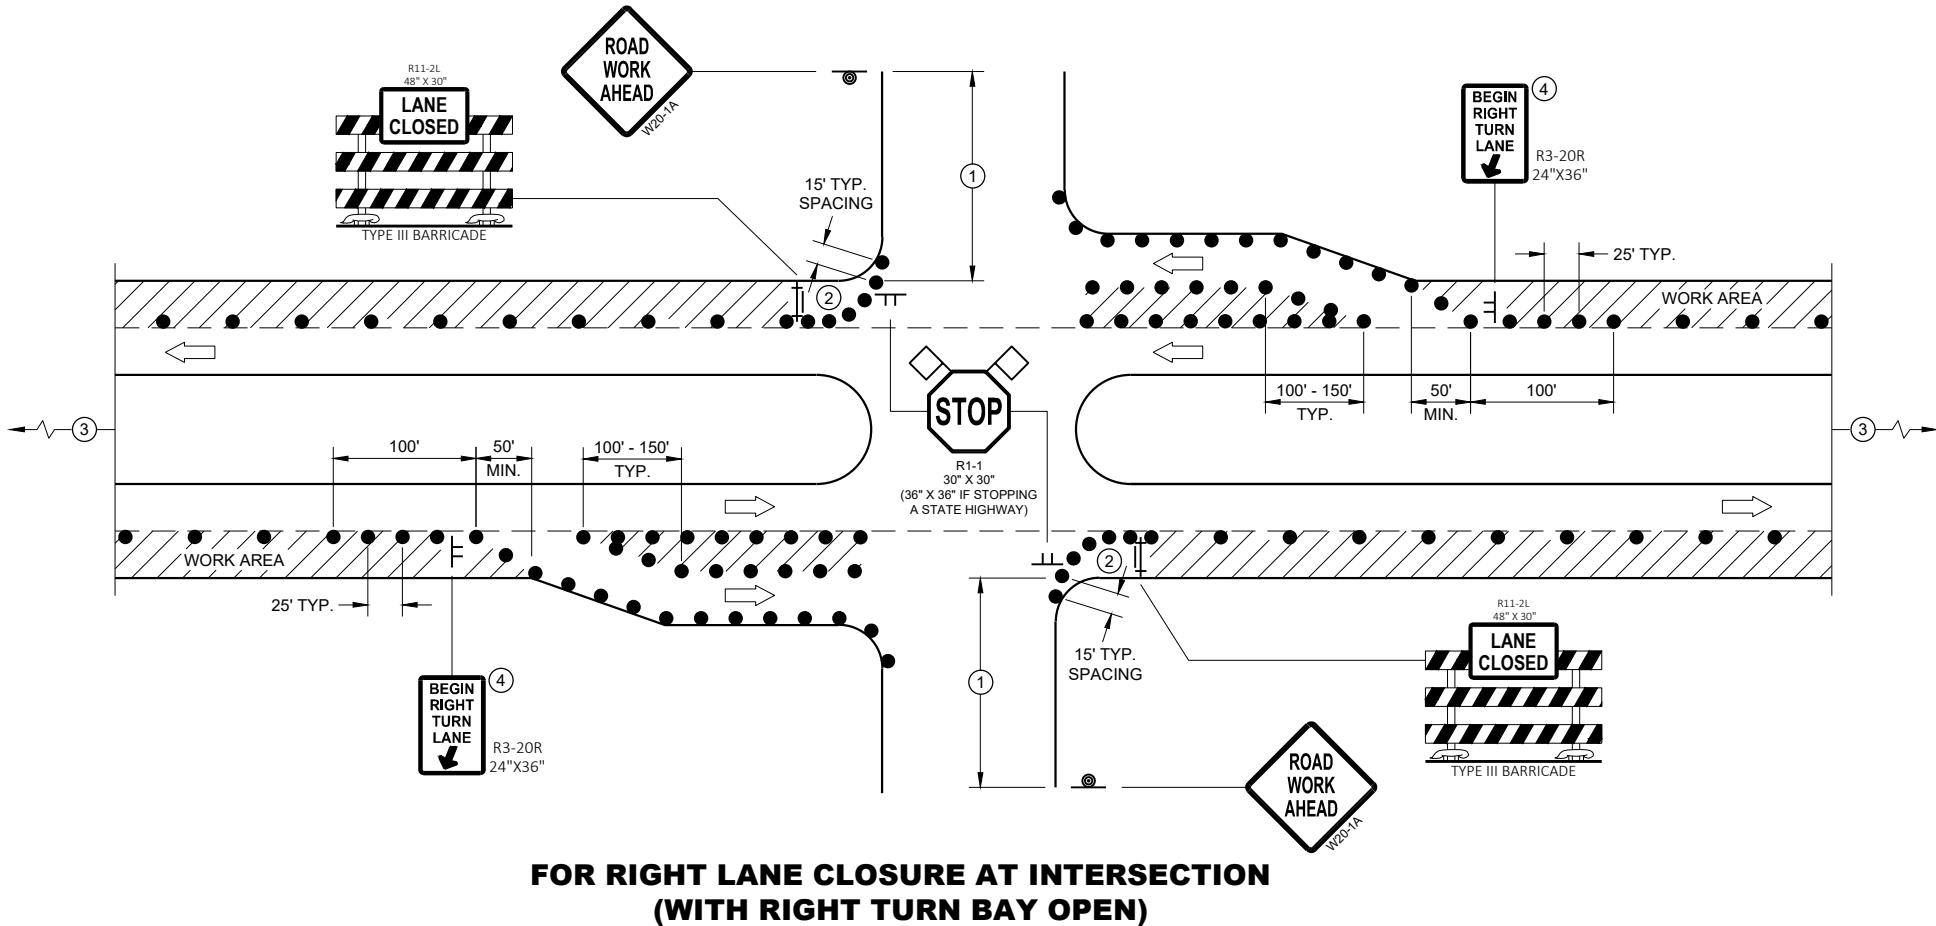 ROAD
WORK
AHEAD
W20-1A
R11-2L
48" X 30"
LANE
CLOSED
TYPE III BARRICADE
15' TYP.
SPACING
1
2
BEGIN
RIGHT
TURN
LANE
4
R3-20R
24"X36"
25' TYP.
WORK AREA
100' - 150'
TYP.
50'
MIN.
100'
STOP
R1-1
30" X 30"
(36" X 36" IF STOPPING
A STATE HIGHWAY)
3
3
100'
50'
MIN.
100' - 150'
TYP.
WORK AREA
25' TYP.
BEGIN
RIGHT
TURN
LANE
4
R3-20R
24"X36"
2
1
15' TYP.
SPACING
R11-2L
48" X 30"
LANE
CLOSED
TYPE III BARRICADE
ROAD
WORK
AHEAD
W20-1A
FOR RIGHT LANE CLOSURE AT INTERSECTION
(WITH RIGHT TURN BAY OPEN)